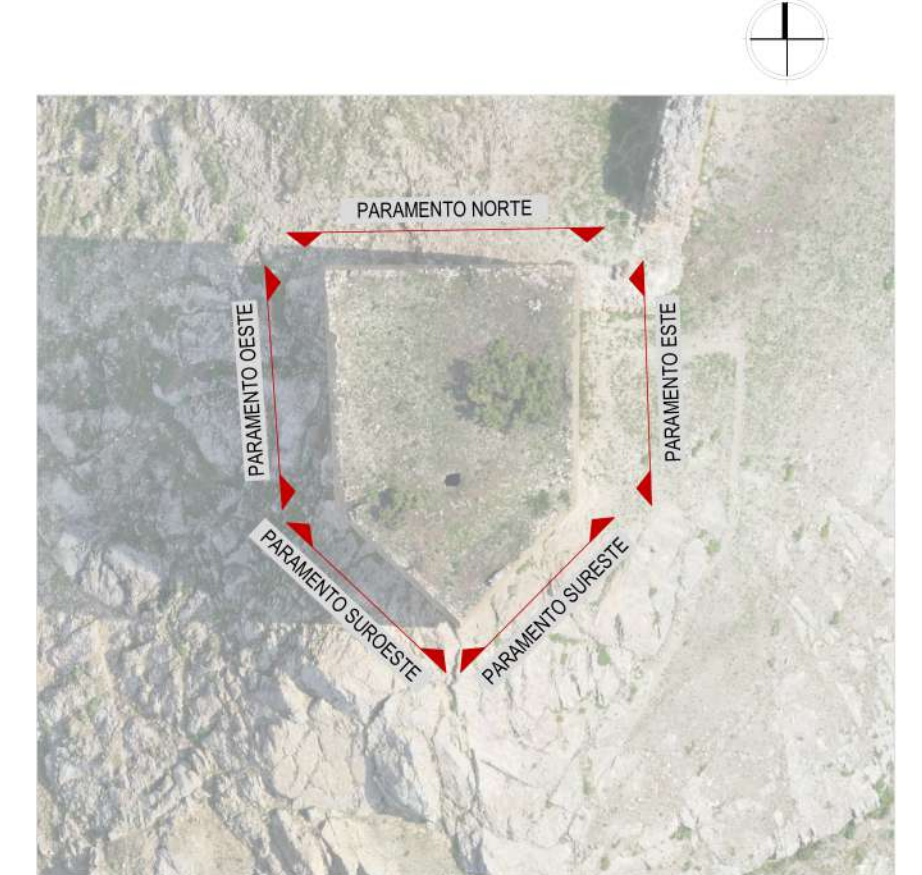 PARAMENTO NORTE
PARAMENTO OESTE
PARAMENTO ESTE
PARAMENTO SUROESTE
PARAMENTO SURESTE